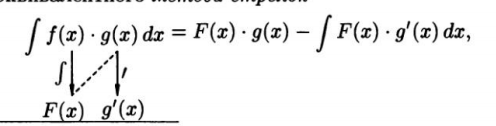 ∫ f(x) · g(x) dx = F(x) · g(x) − ∫ F(x) · g′(x) dx,
∫ ′
F(x) g′(x)